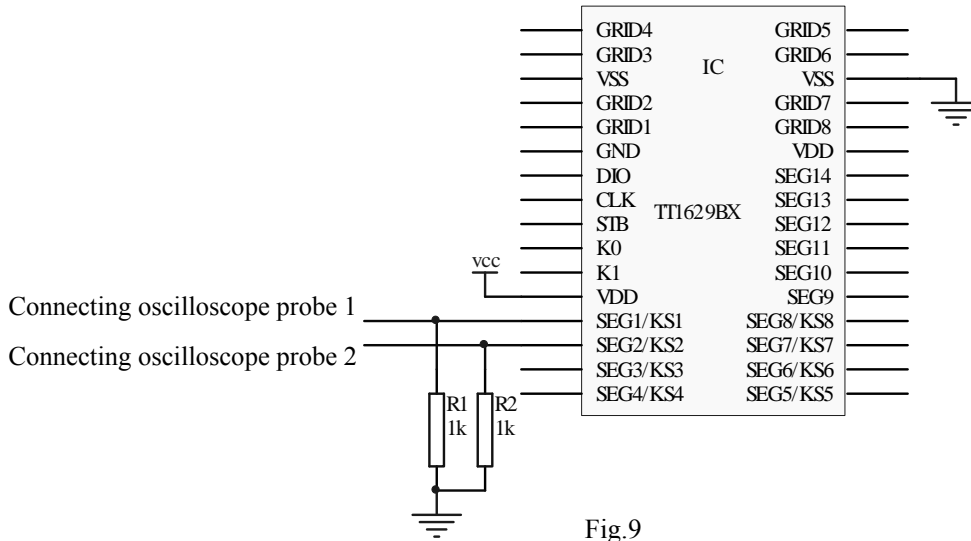 GRID4 GRID5
GRID3 IC GRID6
VSS VSS
GRID2 GRID7
GRID1 GRID8
GND VDD
DIO SEG14
CLK SEG13
STB TT1629BX SEG12
K0 SEG11
vcc K1 SEG10
VDD SEG9
Connecting oscilloscope probe 1 SEG1/KS1 SEG8/KS8
Connecting oscilloscope probe 2 SEG2/KS2 SEG7/KS7
SEG3/KS3 SEG6/KS6
SEG4/KS4 SEG5/KS5
R1 R2
1k 1k
Fig.9